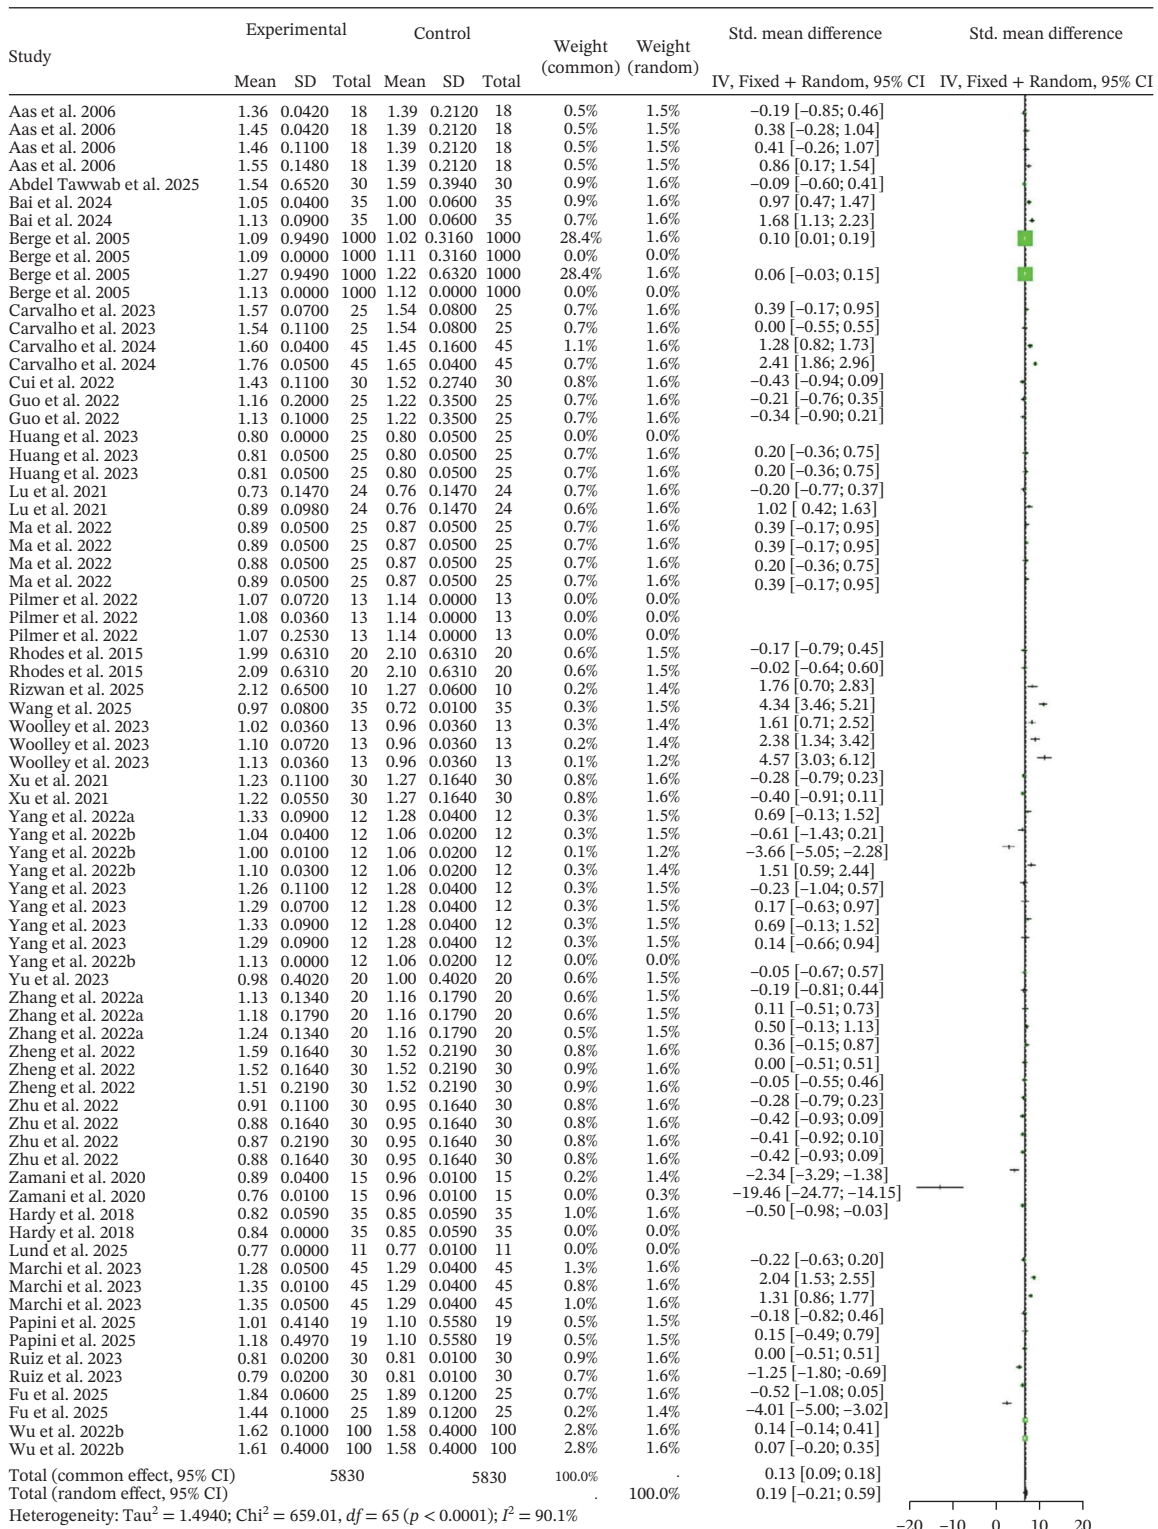 Study Experimental Control Weight (common) Weight (random) Std. mean difference Std. mean difference
Mean SD Total Mean SD Total IV, Fixed + Random, 95% CI IV, Fixed + Random, 95% CI
Aas et al. 2006 1.36 0.0420 18 1.39 0.2120 18 0.5% 1.5% −0.19 [−0.85; 0.46]
Aas et al. 2006 1.45 0.0420 18 1.39 0.2120 18 0.5% 1.5% 0.38 [−0.28; 1.04]
Aas et al. 2006 1.46 0.1100 18 1.39 0.2120 18 0.5% 1.5% 0.41 [−0.26; 1.07]
Aas et al. 2006 1.55 0.1480 18 1.39 0.2120 18 0.5% 1.5% 0.86 [0.17; 1.54]
Abdel Tawwab et al. 2025 1.54 0.6520 30 1.59 0.3940 30 0.9% 1.6% −0.09 [−0.60; 0.41]
Bai et al. 2024 1.05 0.0400 35 1.00 0.0600 35 0.9% 1.6% 0.97 [0.47; 1.47]
Bai et al. 2024 1.13 0.0900 35 1.00 0.0600 35 0.7% 1.6% 1.68 [1.13; 2.23]
Berge et al. 2005 1.09 0.9490 1000 1.02 0.3160 1000 28.4% 1.6% 0.10 [0.01; 0.19]
Berge et al. 2005 1.09 0.0000 1000 1.11 0.3160 1000 0.0% 0.0%
Berge et al. 2005 1.27 0.9490 1000 1.22 0.6320 1000 28.4% 1.6% 0.06 [−0.03; 0.15]
Berge et al. 2005 1.13 0.0000 1000 1.12 0.0000 1000 0.0% 0.0%
Carvalho et al. 2023 1.57 0.0700 25 1.54 0.0800 25 0.7% 1.6% 0.39 [−0.17; 0.95]
Carvalho et al. 2023 1.54 0.1100 25 1.54 0.0800 25 0.7% 1.6% 0.00 [−0.55; 0.55]
Carvalho et al. 2024 1.60 0.0400 45 1.45 0.1600 45 1.1% 1.6% 1.28 [0.82; 1.73]
Carvalho et al. 2024 1.76 0.0500 45 1.65 0.0400 45 0.7% 1.6% 2.41 [1.86; 2.96]
Cui et al. 2022 1.43 0.1100 30 1.52 0.2740 30 0.8% 1.6% −0.43 [−0.94; 0.09]
Guo et al. 2022 1.16 0.2000 25 1.22 0.3500 25 0.7% 1.6% −0.21 [−0.76; 0.35]
Guo et al. 2022 1.13 0.1000 25 1.22 0.3500 25 0.7% 1.6% −0.34 [−0.90; 0.21]
Huang et al. 2023 0.80 0.0000 25 0.80 0.0500 25 0.0% 0.0%
Huang et al. 2023 0.81 0.0500 25 0.80 0.0500 25 0.7% 1.6% 0.20 [−0.36; 0.75]
Huang et al. 2023 0.81 0.0500 25 0.80 0.0500 25 0.7% 1.6% 0.20 [−0.36; 0.75]
Lu et al. 2021 0.73 0.1470 24 0.76 0.1470 24 0.7% 1.6% −0.20 [−0.77; 0.37]
Lu et al. 2021 0.89 0.0980 24 0.76 0.1470 24 0.6% 1.6% 1.02 [ 0.42; 1.63]
Ma et al. 2022 0.89 0.0500 25 0.87 0.0500 25 0.7% 1.6% 0.39 [−0.17; 0.95]
Ma et al. 2022 0.89 0.0500 25 0.87 0.0500 25 0.7% 1.6% 0.39 [−0.17; 0.95]
Ma et al. 2022 0.88 0.0500 25 0.87 0.0500 25 0.7% 1.6% 0.20 [−0.36; 0.75]
Ma et al. 2022 0.89 0.0500 25 0.87 0.0500 25 0.7% 1.6% 0.39 [−0.17; 0.95]
Pilmer et al. 2022 1.07 0.0720 13 1.14 0.0000 13 0.0% 0.0%
Pilmer et al. 2022 1.08 0.0360 13 1.14 0.0000 13 0.0% 0.0%
Pilmer et al. 2022 1.07 0.2530 13 1.14 0.0000 13 0.0% 0.0%
Rhodes et al. 2015 1.99 0.6310 20 2.10 0.6310 20 0.6% 1.5% −0.17 [−0.79; 0.45]
Rhodes et al. 2015 2.09 0.6310 20 2.10 0.6310 20 0.6% 1.5% −0.02 [−0.64; 0.60]
Rizwan et al. 2025 2.12 0.6500 10 1.27 0.0600 10 0.2% 1.4% 1.76 [0.70; 2.83]
Wang et al. 2025 0.97 0.0800 35 0.72 0.0100 35 0.3% 1.5% 4.34 [3.46; 5.21]
Woolley et al. 2023 1.02 0.0360 13 0.96 0.0360 13 0.3% 1.4% 1.61 [0.71; 2.52]
Woolley et al. 2023 1.10 0.0720 13 0.96 0.0360 13 0.2% 1.4% 2.38 [1.34; 3.42]
Woolley et al. 2023 1.13 0.0360 13 0.96 0.0360 13 0.1% 1.2% 4.57 [3.03; 6.12]
Xu et al. 2021 1.23 0.1100 30 1.27 0.1640 30 0.8% 1.6% −0.28 [−0.79; 0.23]
Xu et al. 2021 1.22 0.0550 30 1.27 0.1640 30 0.8% 1.6% −0.40 [−0.91; 0.11]
Yang et al. 2022a 1.33 0.0900 12 1.28 0.0400 12 0.3% 1.5% 0.69 [−0.13; 1.52]
Yang et al. 2022b 1.04 0.0400 12 1.06 0.0200 12 0.3% 1.5% −0.61 [−1.43; 0.21]
Yang et al. 2022b 1.00 0.0100 12 1.06 0.0200 12 0.1% 1.2% −3.66 [−5.05; −2.28]
Yang et al. 2022b 1.10 0.0300 12 1.06 0.0200 12 0.3% 1.4% 1.51 [0.59; 2.44]
Yang et al. 2023 1.26 0.1100 12 1.28 0.0400 12 0.3% 1.5% −0.23 [−1.04; 0.57]
Yang et al. 2023 1.29 0.0700 12 1.28 0.0400 12 0.3% 1.5% 0.17 [−0.63; 0.97]
Yang et al. 2023 1.33 0.0900 12 1.28 0.0400 12 0.3% 1.5% 0.69 [−0.13; 1.52]
Yang et al. 2023 1.29 0.0900 12 1.28 0.0400 12 0.3% 1.5% 0.14 [−0.66; 0.94]
Yang et al. 2022b 1.13 0.0000 12 1.06 0.0200 12 0.0% 0.0%
Yu et al. 2023 0.98 0.4020 20 1.00 0.4020 20 0.6% 1.5% −0.05 [−0.67; 0.57]
Zhang et al. 2022a 1.13 0.1340 20 1.16 0.1790 20 0.6% 1.5% −0.19 [−0.81; 0.44]
Zhang et al. 2022a 1.18 0.1790 20 1.16 0.1790 20 0.6% 1.5% 0.11 [−0.51; 0.73]
Zhang et al. 2022a 1.24 0.1340 20 1.16 0.1790 20 0.5% 1.5% 0.50 [−0.13; 1.13]
Zheng et al. 2022 1.59 0.1640 30 1.52 0.2190 30 0.8% 1.6% 0.36 [−0.15; 0.87]
Zheng et al. 2022 1.52 0.1640 30 1.52 0.2190 30 0.9% 1.6% 0.00 [−0.51; 0.51]
Zheng et al. 2022 1.51 0.2190 30 1.52 0.2190 30 0.9% 1.6% −0.05 [−0.55; 0.46]
Zhu et al. 2022 0.91 0.1100 30 0.95 0.1640 30 0.8% 1.6% −0.28 [−0.79; 0.23]
Zhu et al. 2022 0.88 0.1640 30 0.95 0.1640 30 0.8% 1.6% −0.42 [−0.93; 0.09]
Zhu et al. 2022 0.87 0.2190 30 0.95 0.1640 30 0.8% 1.6% −0.41 [−0.92; 0.10]
Zhu et al. 2022 0.88 0.1640 30 0.95 0.1640 30 0.8% 1.6% −0.42 [−0.93; 0.09]
Zamani et al. 2020 0.89 0.0400 15 0.96 0.0100 15 0.2% 1.4% −2.34 [−3.29; −1.38]
Zamani et al. 2020 0.76 0.0100 15 0.96 0.0100 15 0.0% 0.3% −19.46 [−24.77; −14.15]
Hardy et al. 2018 0.82 0.0590 35 0.85 0.0590 35 1.0% 1.6% −0.50 [−0.98; −0.03]
Hardy et al. 2018 0.84 0.0000 35 0.85 0.0590 35 0.0% 0.0%
Lund et al. 2025 0.77 0.0000 11 0.77 0.0100 11 0.0% 0.0%
Marchi et al. 2023 1.28 0.0500 45 1.29 0.0400 45 1.3% 1.6% −0.22 [−0.63; 0.20]
Marchi et al. 2023 1.35 0.0100 45 1.29 0.0400 45 0.8% 1.6% 2.04 [1.53; 2.55]
Marchi et al. 2023 1.35 0.0500 45 1.29 0.0400 45 1.0% 1.6% 1.31 [0.86; 1.77]
Papini et al. 2025 1.01 0.4140 19 1.10 0.5580 19 0.5% 1.5% −0.18 [−0.82; 0.46]
Papini et al. 2025 1.18 0.4970 19 1.10 0.5580 19 0.5% 1.5% 0.15 [−0.49; 0.79]
Ruiz et al. 2023 0.81 0.0200 30 0.81 0.0100 30 0.9% 1.6% 0.00 [−0.51; 0.51]
Ruiz et al. 2023 0.79 0.0200 30 0.81 0.0100 30 0.7% 1.6% −1.25 [−1.80; −0.69]
Fu et al. 2025 1.84 0.0600 25 1.89 0.1200 25 0.7% 1.6% −0.52 [−1.08; 0.05]
Fu et al. 2025 1.44 0.1000 25 1.89 0.1200 25 0.2% 1.4% −4.01 [−5.00; −3.02]
Wu et al. 2022b 1.62 0.1000 100 1.58 0.4000 100 2.8% 1.6% 0.14 [−0.14; 0.41]
Wu et al. 2022b 1.61 0.4000 100 1.58 0.4000 100 2.8% 1.6% 0.07 [−0.20; 0.35]
Total (common effect, 95% CI) 5830 5830 100.0% . 0.13 [0.09; 0.18]
Total (random effect, 95% CI) . 100.0% 0.19 [−0.21; 0.59]
Heterogeneity: Tau² = 1.4940; Chi² = 659.01, df = 65 (p < 0.0001); I² = 90.1%
−20 −10 0 10 20